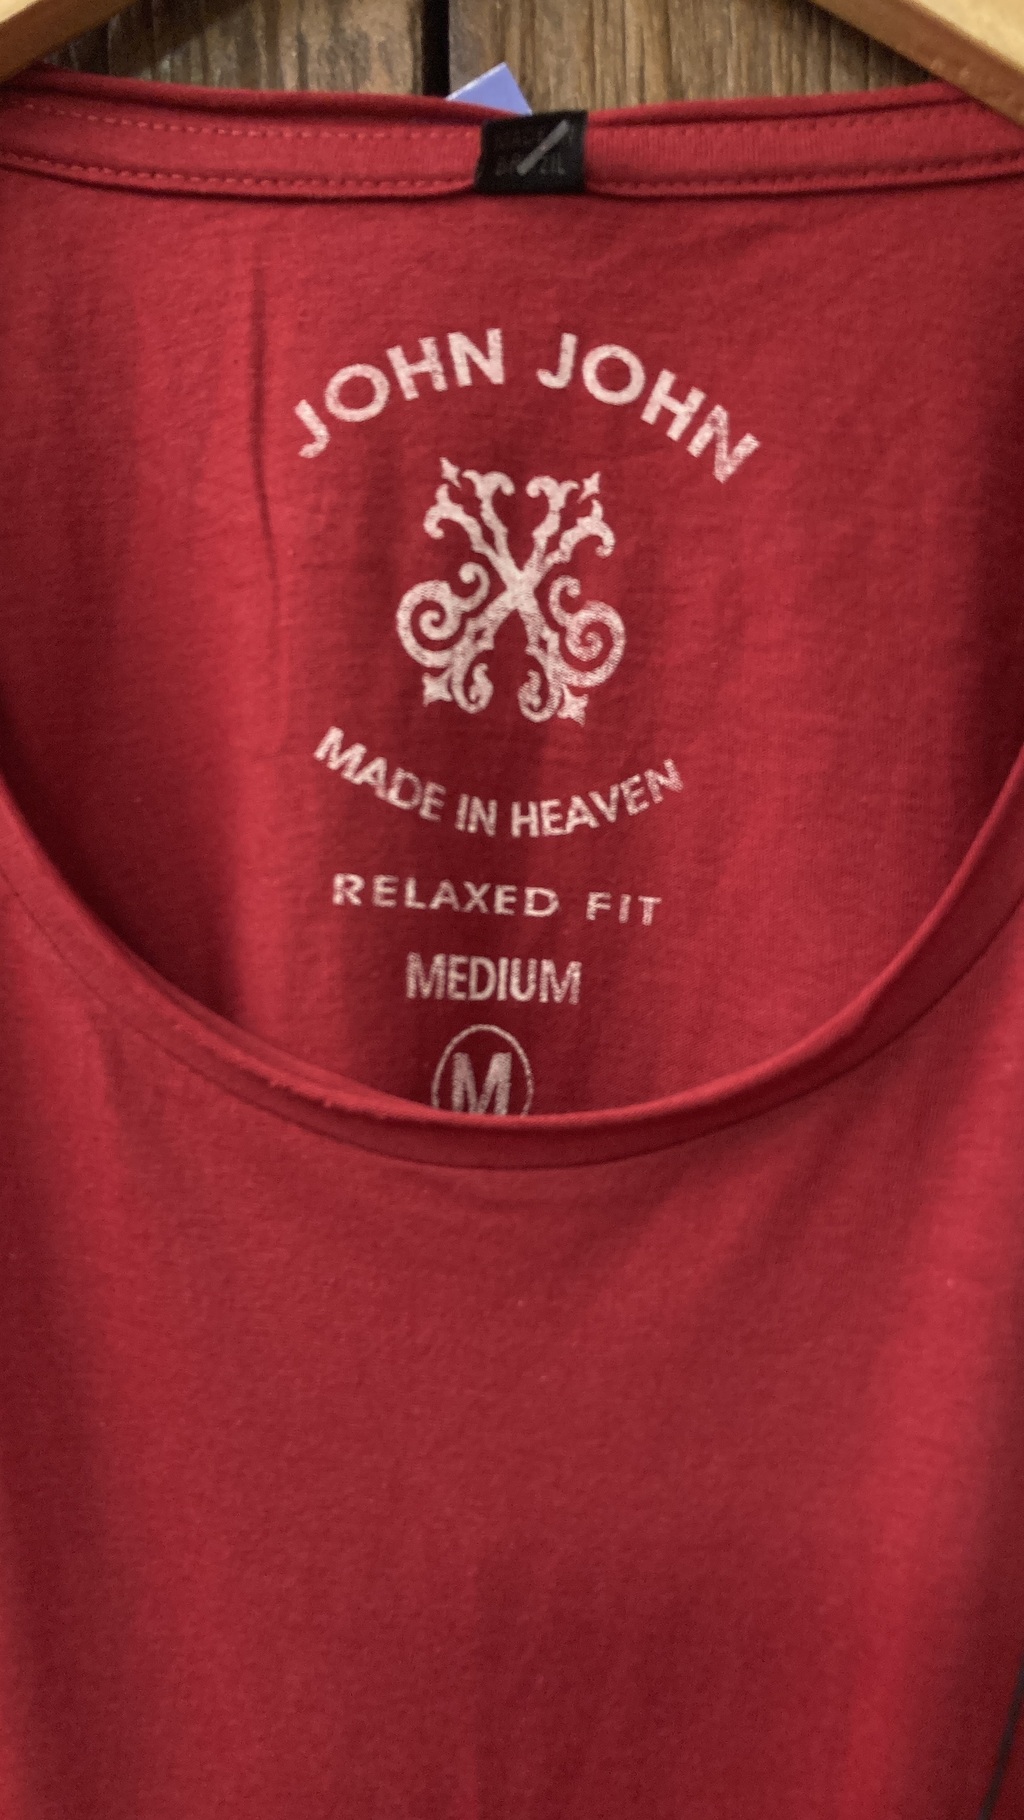 JOHN JOHN
MADE IN HEAVEN
RELAXED FIT
MEDIUM
M